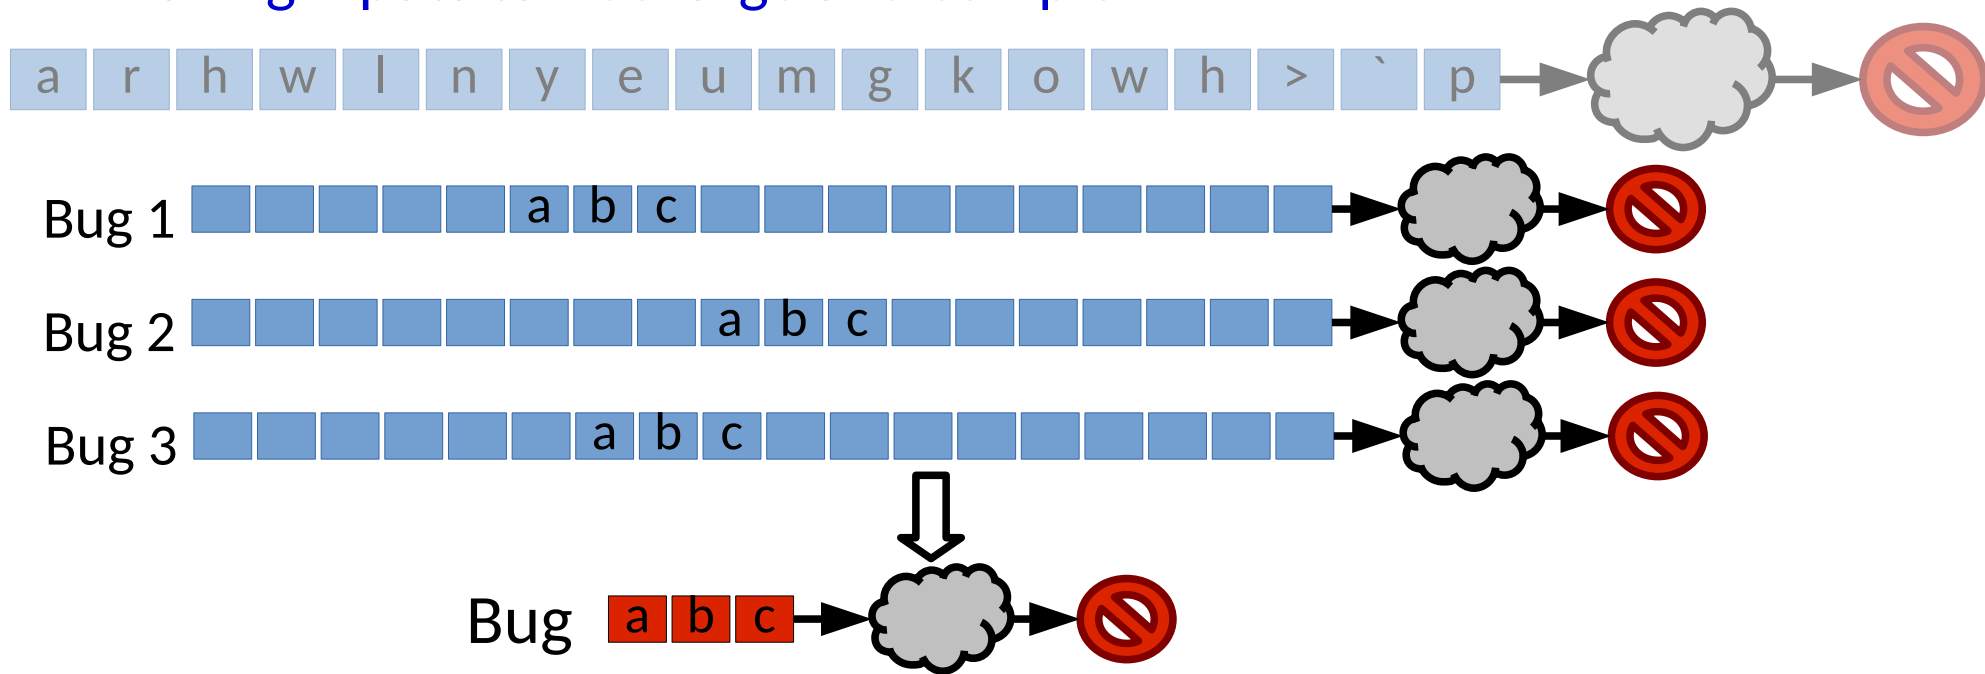 a r h w l n y e u m g k o w h > ` p
Bug 1 a b c
Bug 2 a b c
Bug 3 a b c
Bug a b c